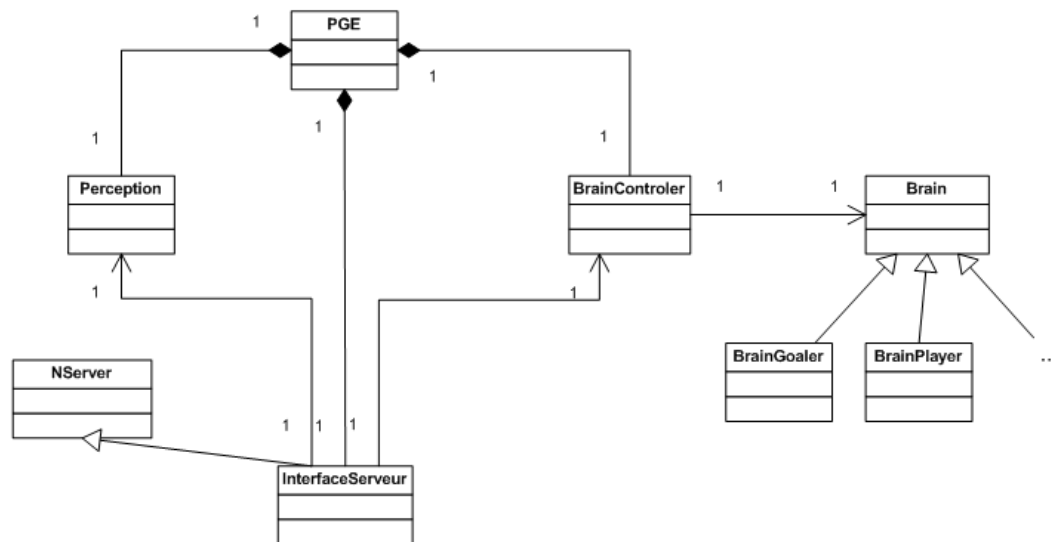 1
PGE
1
1
1
1
Perception
BrainControler
1
1
Brain
1
1
BrainGoaler
BrainPlayer
...
NServer
1
1
1
InterfaceServeur